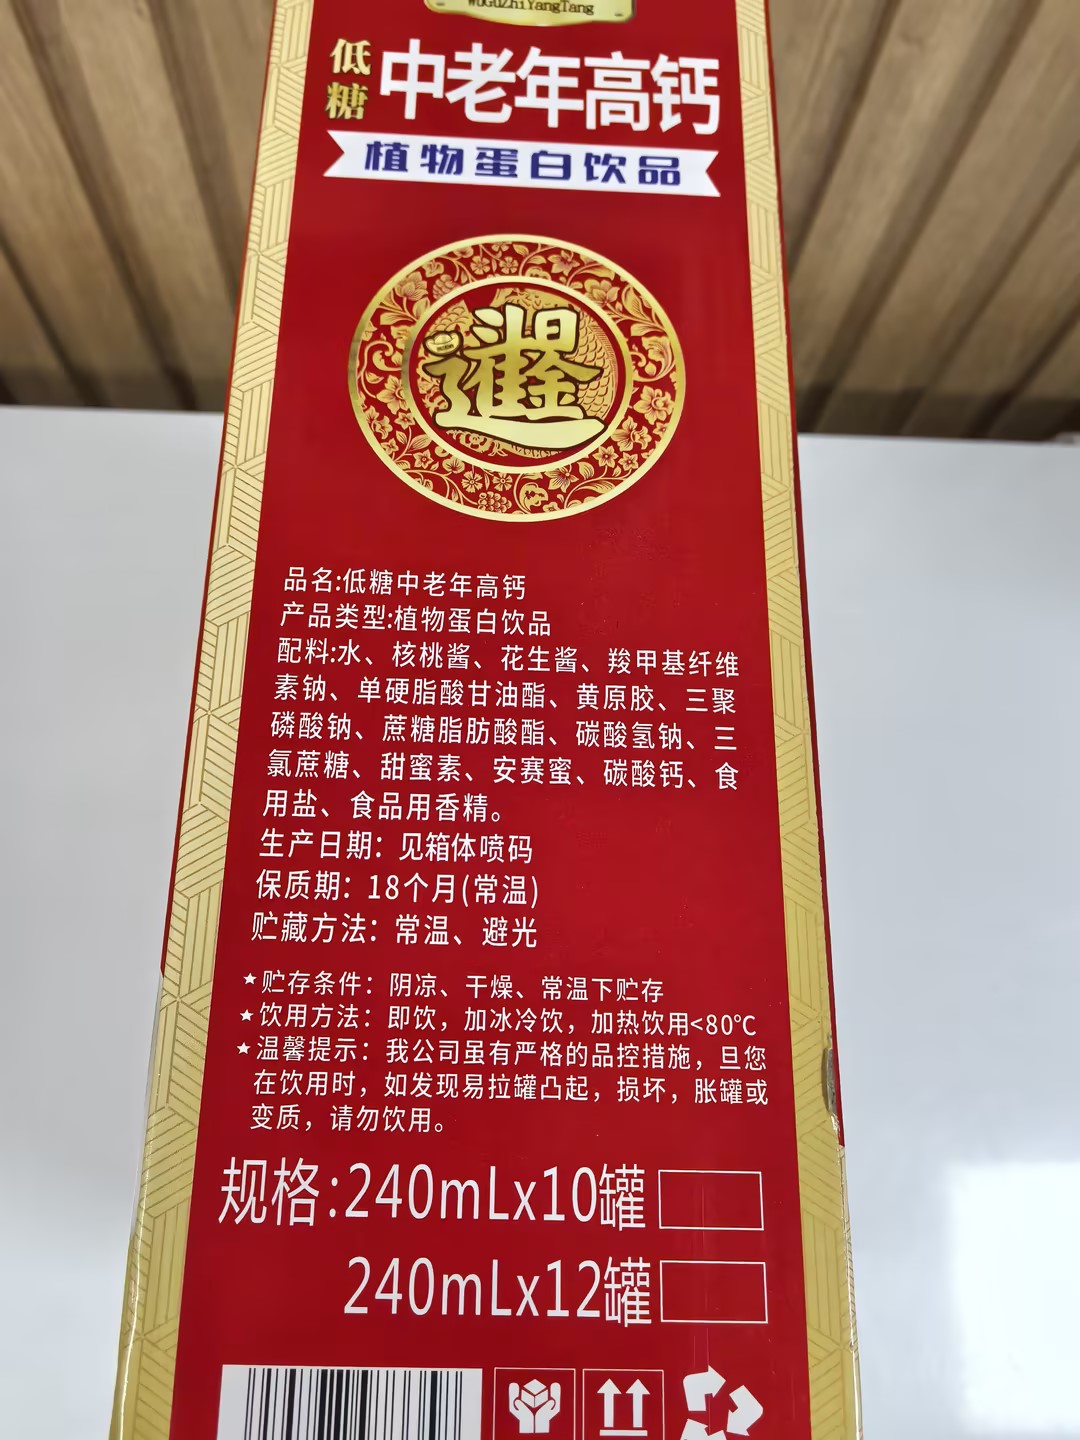 WuGuZhiYangTang
低糖
中老年高钙
植物蛋白饮品
品名:低糖中老年高钙
产品类型:植物蛋白饮品
配料:水、核桃酱、花生酱、羧甲基纤维
素钠、单硬脂酸甘油酯、黄原胶、三聚
磷酸钠、蔗糖脂肪酸酯、碳酸氢钠、三
氯蔗糖、甜蜜素、安赛蜜、碳酸钙、食
用盐、食品用香精。
生产日期：见箱体喷码
保质期：18个月(常温)
贮藏方法：常温、避光
★贮存条件：阴凉、干燥、常温下贮存
★饮用方法：即饮，加冰冷饮，加热饮用<80℃
★温馨提示：我公司虽有严格的品控措施，旦您
在饮用时，如发现易拉罐凸起，损坏，胀罐或
变质，请勿饮用。
规格:240mLx10罐
240mLx12罐